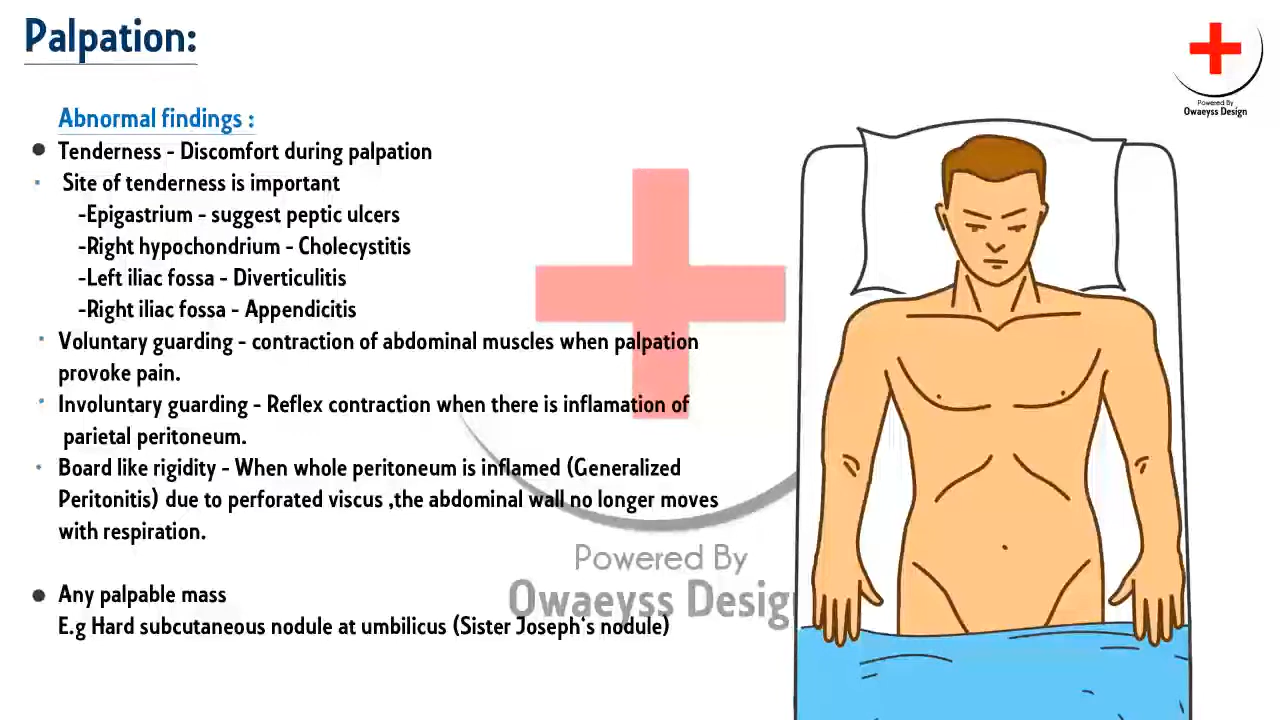 Palpation:
Powered By
Owaeyss Design
Abnormal findings :
Tenderness - Discomfort during palpation
Site of tenderness is important
-Epigastrium - suggest peptic ulcers
-Right hypochondrium - Cholecystitis
-Left iliac fossa - Diverticulitis
-Right iliac fossa - Appendicitis
Voluntary guarding - contraction of abdominal muscles when palpation
provoke pain.
Involuntary guarding - Reflex contraction when there is inflamation of
parietal peritoneum.
Board like rigidity - When whole peritoneum is inflamed (Generalized
Peritonitis) due to perforated viscus ,the abdominal wall no longer moves
with respiration.
Powered By
Owaeyss Desig
Any palpable mass
E.g Hard subcutaneous nodule at umbilicus (Sister Joseph's nodule)